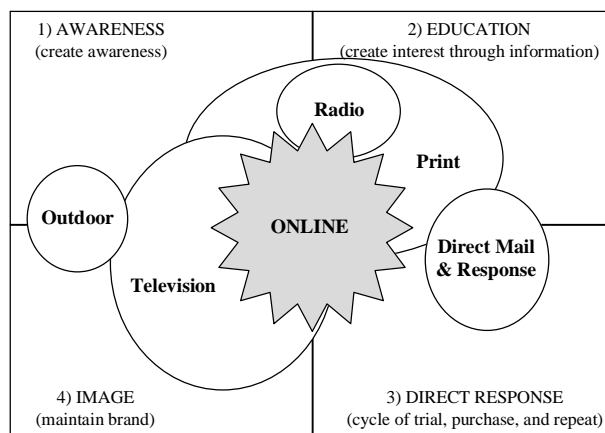 1) AWARENESS
(create awareness)
2) EDUCATION
(create interest through information)
Radio
Print
Outdoor
ONLINE
Direct Mail
& Response
Television
4) IMAGE
(maintain brand)
3) DIRECT RESPONSE
(cycle of trial, purchase, and repeat)